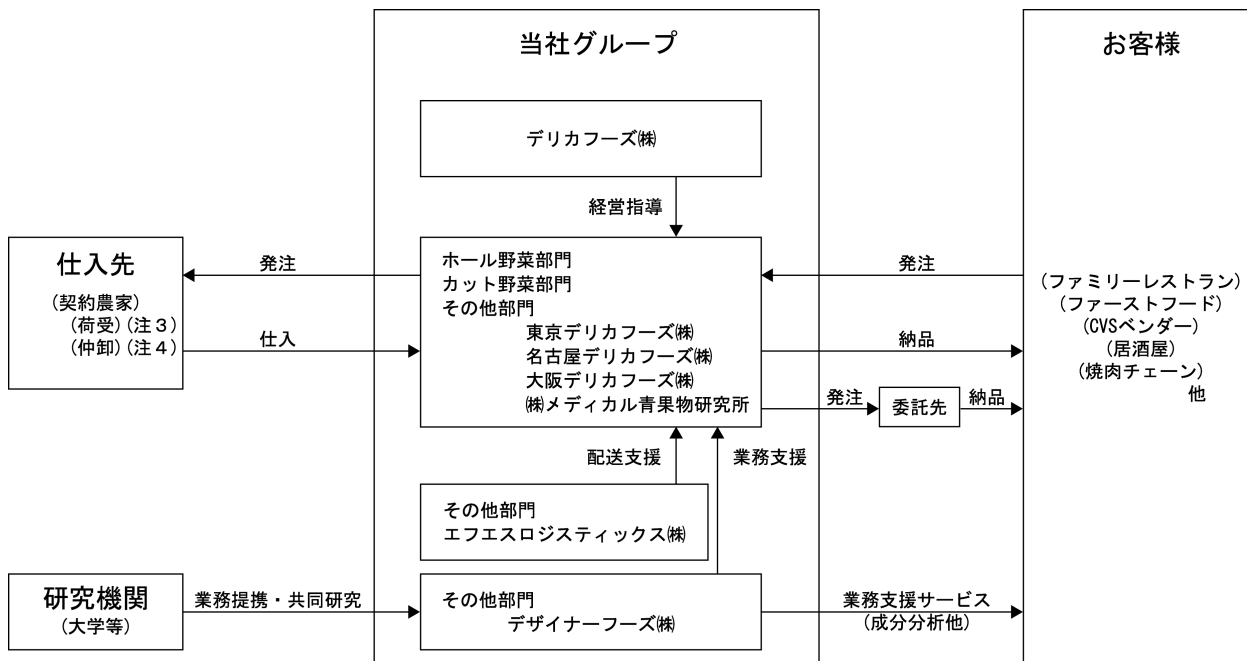 当社グループ
お客様
デリカフーズ㈱
経営指導
仕入先
(契約農家)
(荷受)(注３)
(仲卸)(注４)
発注
仕入
ホール野菜部門
カット野菜部門
その他部門
東京デリカフーズ㈱
名古屋デリカフーズ㈱
大阪デリカフーズ㈱
㈱メディカル青果物研究所
発注
納品
発注
委託先
納品
(ファミリーレストラン)
(ファーストフード)
(CVSベンダー)
(居酒屋)
(焼肉チェーン)
他
配送支援
業務支援
その他部門
エフエスロジスティックス㈱
研究機関
(大学等)
業務提携・共同研究
その他部門
デザイナーフーズ㈱
業務支援サービス
(成分分析他)